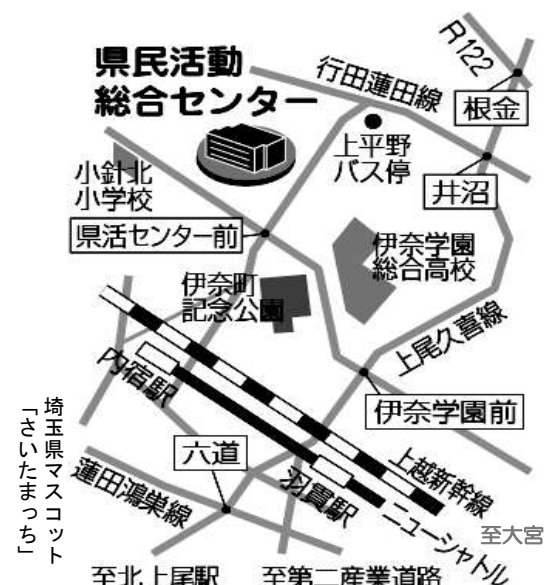 県民活動
総合センター
R122
行田蓮田線
根金
上平野
バス停
井沼
小針北
小学校
県活センター前
伊奈学園
総合高校
伊奈町
記念公園
上尾久喜線
内宿駅
伊奈学園前
六道
羽貫駅
上越新幹線
蓮田鴻巣線
ニューシャトル
至大宮
至北上尾駅
至第二産業道路
埼玉県マスコット
「さいたまっち」